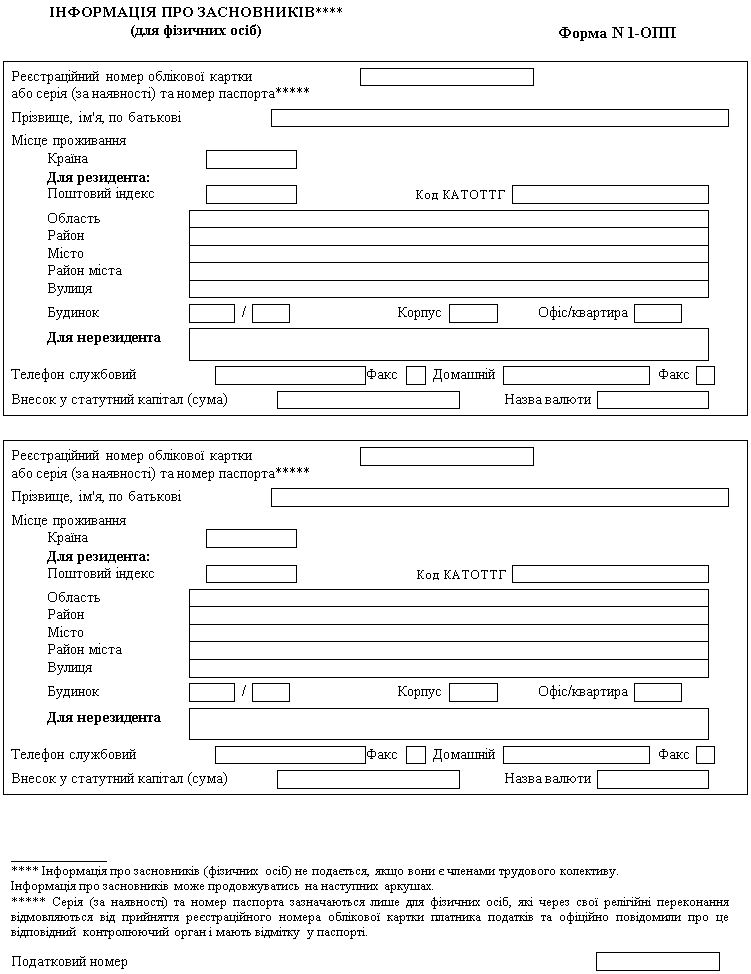 ІНФОРМАЦІЯ ПРО ЗАСНОВНИКІВ****
(для фізичних осіб)
Форма N 1-ОПП
Реєстраційний номер облікової картки
або серія (за наявності) та номер паспорта*****
Прізвище, ім'я, по батькові
Місце проживання
Країна
Для резидента:
Поштовий індекс Код КАТОТТГ
Область
Район
Місто
Район міста
Вулиця
Будинок / Корпус Офіс/квартира
Для нерезидента
Телефон службовий Факс Домашній Факс
Внесок у статутний капітал (сума) Назва валюти
Реєстраційний номер облікової картки
або серія (за наявності) та номер паспорта*****
Прізвище, ім'я, по батькові
Місце проживання
Країна
Для резидента:
Поштовий індекс Код КАТОТТГ
Область
Район
Місто
Район міста
Вулиця
Будинок / Корпус Офіс/квартира
Для нерезидента
Телефон службовий Факс Домашній Факс
Внесок у статутний капітал (сума) Назва валюти
**** Інформація про засновників (фізичних осіб) не подається, якщо вони є членами трудового колективу.
Інформація про засновників може продовжуватись на наступних аркушах.
***** Серія (за наявності) та номер паспорта зазначаються лише для фізичних осіб, які через свої релігійні переконання
відмовляються від прийняття реєстраційного номера облікової картки платника податків та офіційно повідомили про це
відповідний контролюючий орган і мають відмітку у паспорті.
Податковий номер